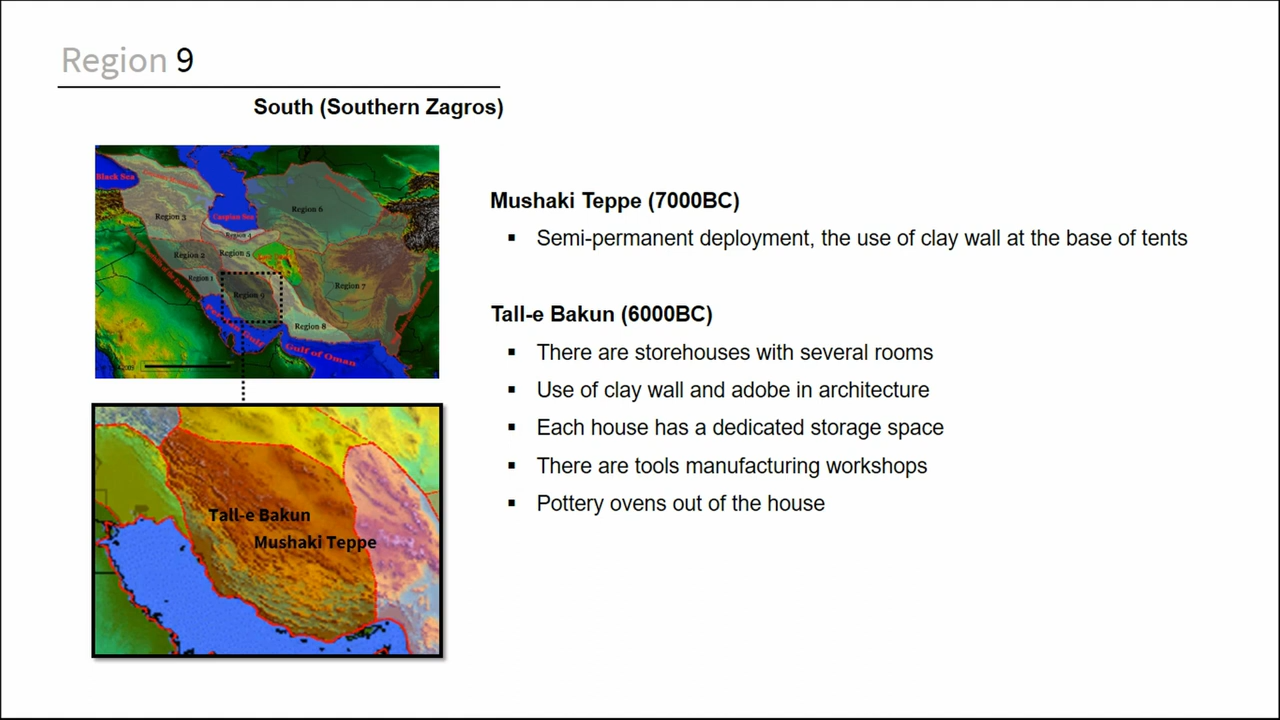 Region 9
South (Southern Zagros)
Black Sea
Caspian Sea
Region 3
Region 6
Region 4
Region 2
Region 5
Region 1
Region 9
Region 7
Region 8
Gulf of Oman
Tall-e Bakun
Mushaki Teppe
Mushaki Teppe (7000BC)
▪ Semi-permanent deployment, the use of clay wall at the base of tents
Tall-e Bakun (6000BC)
▪ There are storehouses with several rooms
▪ Use of clay wall and adobe in architecture
▪ Each house has a dedicated storage space
▪ There are tools manufacturing workshops
▪ Pottery ovens out of the house